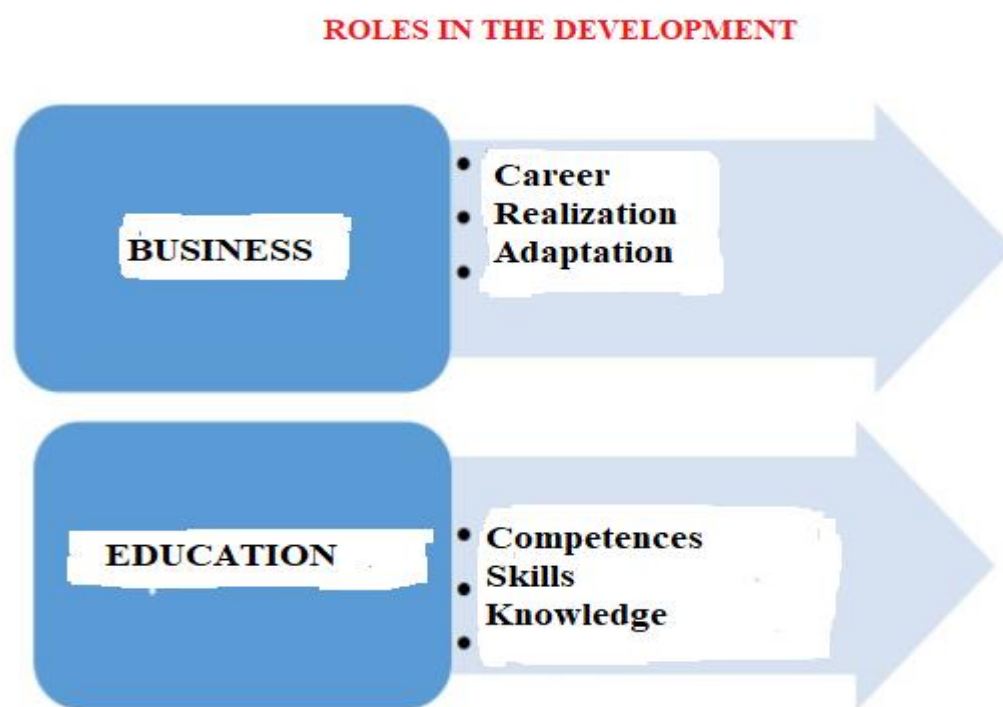 ROLES IN THE DEVELOPMENT
BUSINESS
• Career
• Realization
• Adaptation
EDUCATION
• Competences
• Skills
• Knowledge